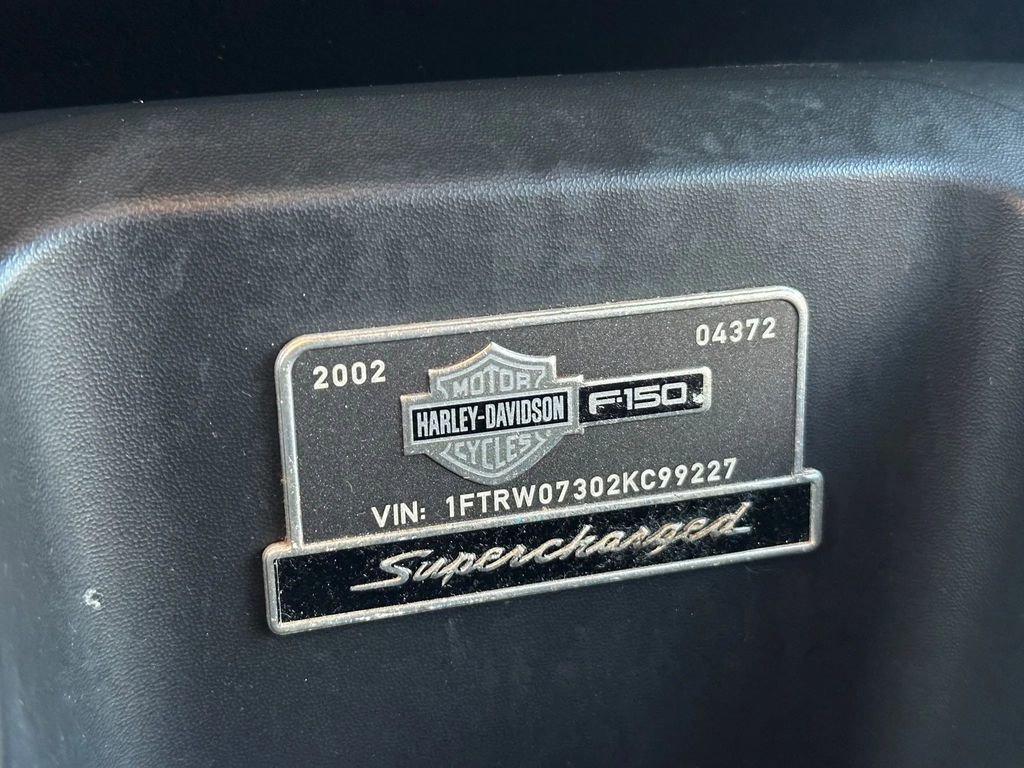 2002 04372
MOTOR
HARLEY-DAVIDSON F-150
CYCLES
VIN: 1FTRW07302KC99227
Supercharged